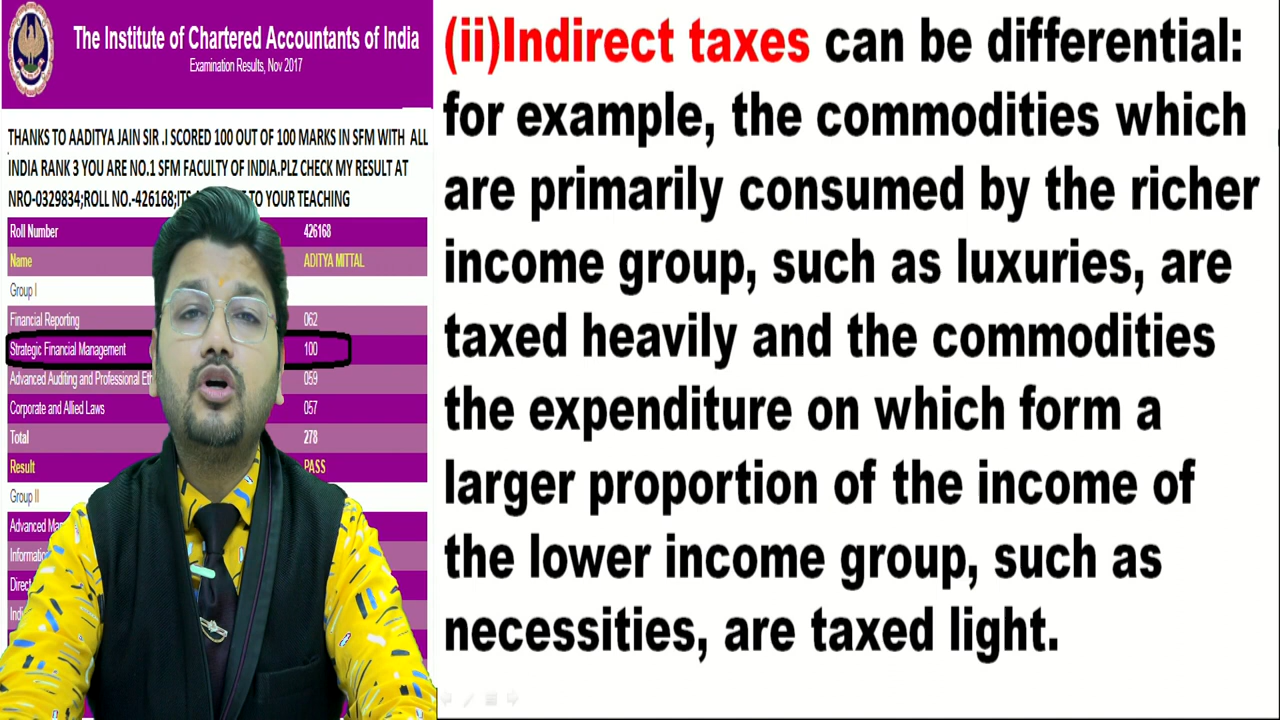 The Institute of Chartered Accountants of India
Examination Results, Nov 2017
THANKS TO AADITYA JAIN SIR .I SCORED 100 OUT OF 100 MARKS IN SFM WITH ALL
INDIA RANK 3 YOU ARE NO.1 SFM FACULTY OF INDIA.PLZ CHECK MY RESULT AT
NRO-0329834;ROLL NO.-426168; TO YOUR TEACHING
Roll Number 426168
Name ADITYA MITTAL
Group I
Financial Reporting 062
Strategic Financial Management 100
Advanced Auditing and Professional 059
Corporate and Allied Laws 057
Total 278
Result PASS
Group II
Advanced
(ii)Indirect taxes can be differential:
for example, the commodities which
are primarily consumed by the richer
income group, such as luxuries, are
taxed heavily and the commodities
the expenditure on which form a
larger proportion of the income of
the lower income group, such as
necessities, are taxed light.